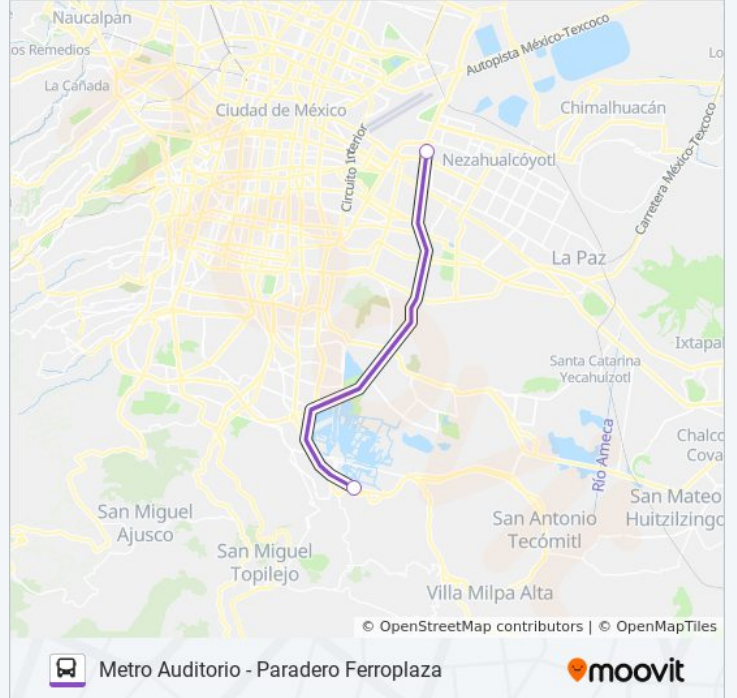 Naucalpan
os Remedios
Autopista México-Texcoco
Lo
La Cañada
Ciudad de México
Chimalhuacán
Circuito Interior
Nezahualcóyotl
Carretera México-Texcoco
La Paz
Ixtapal
Santa Catarina
Yecahuizotl
Río Ameca
Chalco
Cova
San Miguel
Ajusco
San Antonio
Tecómitl
San Mateo
Huitzilzingo
San Miguel
Topilejo
Villa Milpa Alta
© OpenStreetMap contributors | © OpenMapTiles
Metro Auditorio - Paradero Ferroplaza
moovit